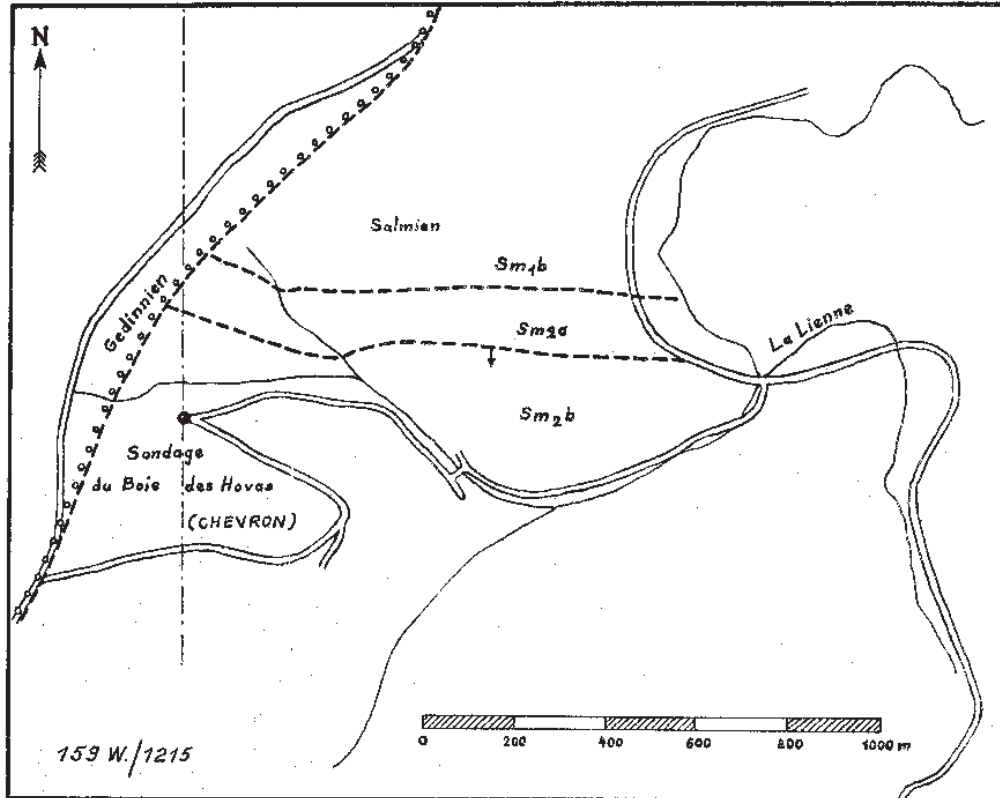 N
Salmien
Sm₁b
Gedinnien
Sm₂a
La Lienne
Sm₂b
Sondage
du Bois des Hovas
(CHEVRON)
0 200 400 600 800 1000 m
159 W./1215